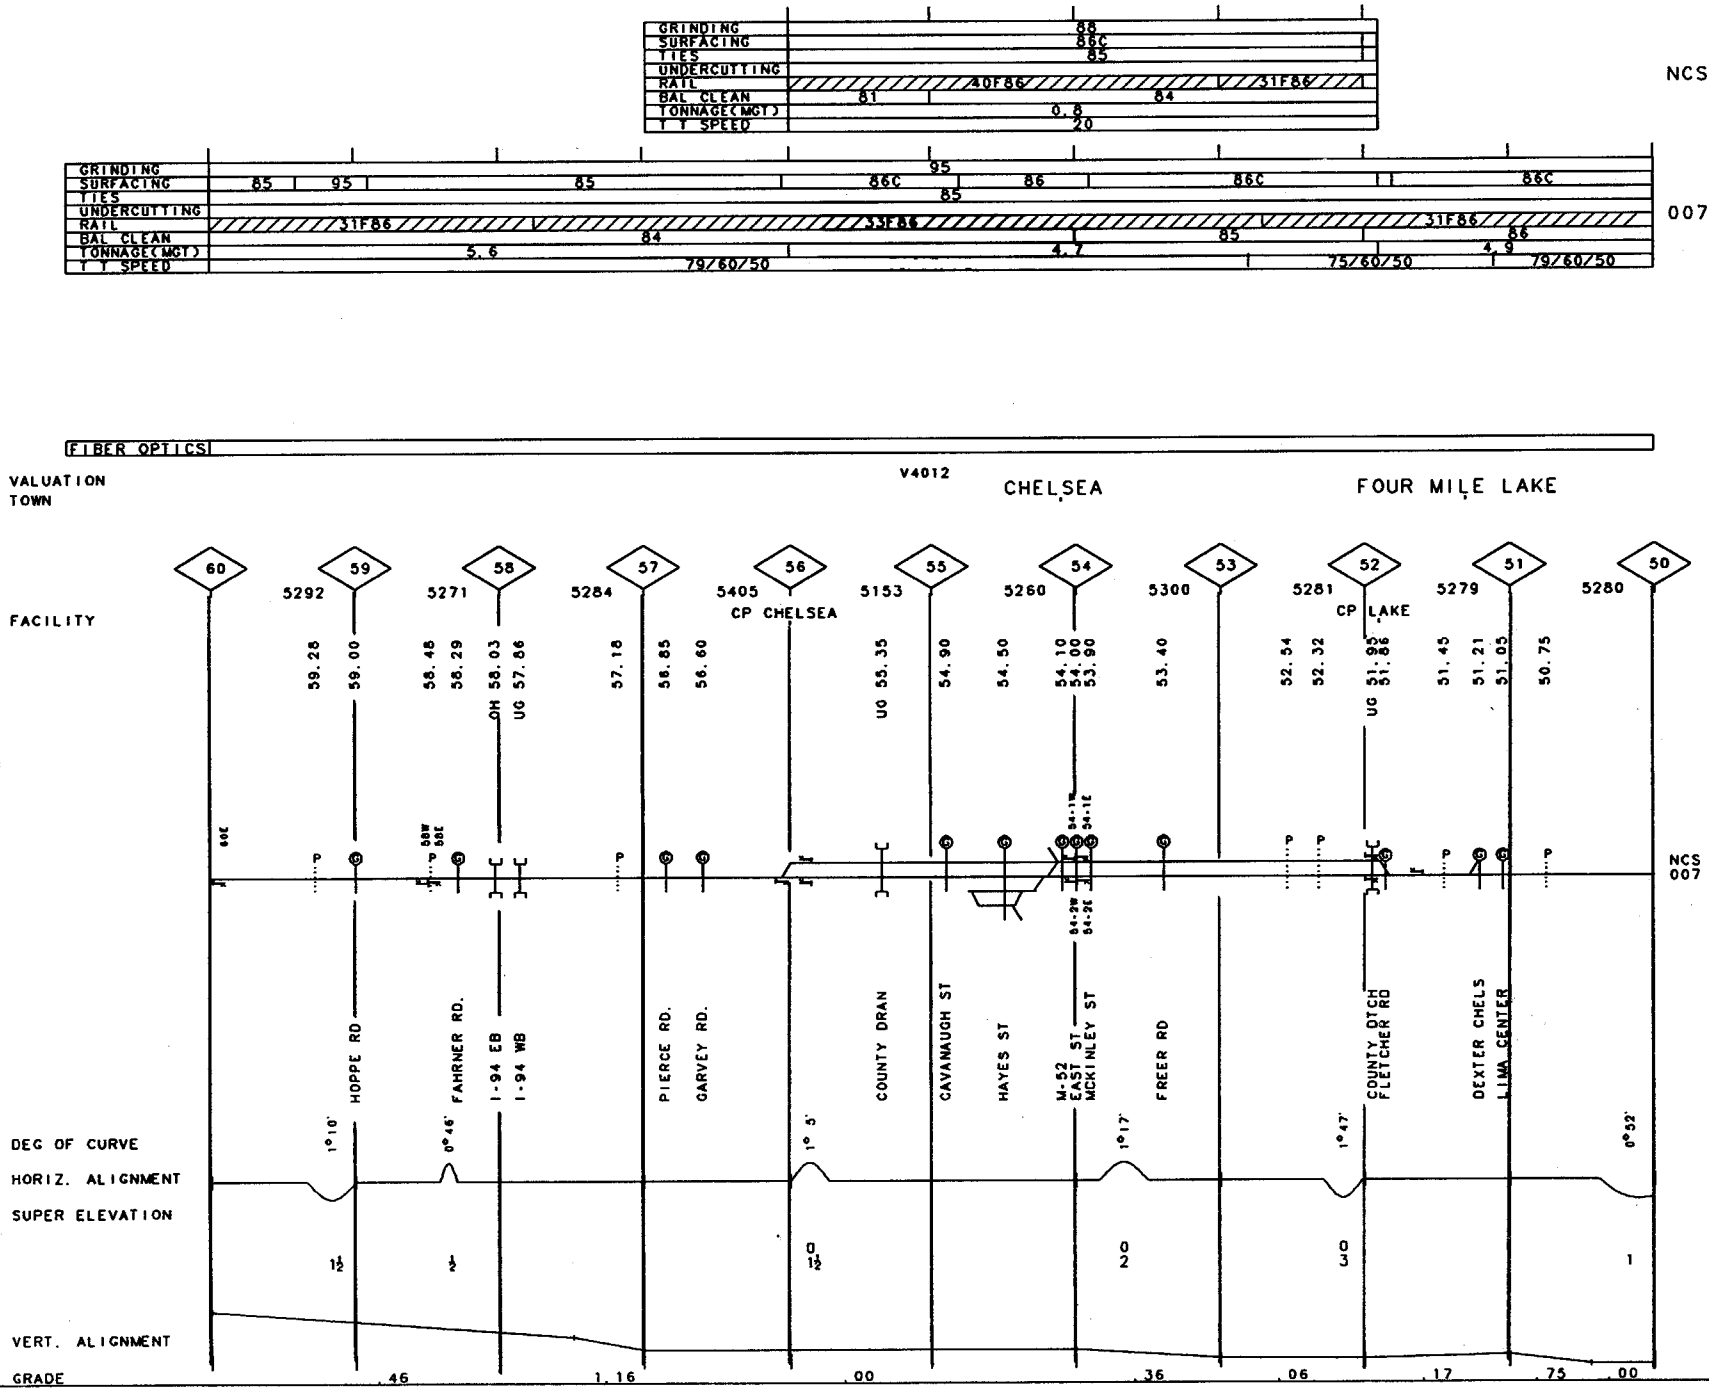 GRINDING 88
SURFACING 86C
TIES 85
UNDERCUTTING
RAIL 40F86 31F86
BAL CLEAN 81 84
TONNAGE(MGT) 0.8
T T SPEED 20
NCS
GRINDING 95
SURFACING 85 95 85 86C 86 86C 86C
TIES 85
UNDERCUTTING
RAIL 31F86 33F86 31F86
BAL CLEAN 84 85 86
TONNAGE(MGT) 5.6 4.7 4.9
T T SPEED 79/60/50 75/60/50 79/60/50
007
FIBER OPTICS
VALUATION V4012
TOWN CHELSEA FOUR MILE LAKE
60 59 58 57 56 55 54 53 52 51 50
5292 5271 5284 5405 5153 5260 5300 5281 5279 5280
FACILITY CP CHELSEA CP LAKE
59.28
59.00
58.48
58.29
OH 58.03
UG 57.86
57.18
56.85
56.60
UG 55.35
54.90
54.50
54.10
54.00
53.90
53.40
52.54
52.32
UG 51.95
51.86
51.45
51.21
51.05
50.75
60E
P
G
58W
58E
P
G
P
G
G
G
G
G
G
G
54-1W
54-1E
54-2W
54-2E
G
P
P
G
P
G
G
P
NCS
007
HOPPE RD
FAHRNER RD.
I-94 EB
I-94 WB
PIERCE RD.
GARVEY RD.
COUNTY DRAN
CAVANAUGH ST
HAYES ST
M-52
EAST ST
MCKINLEY ST
FREER RD
COUNTY DTCH
FLETCHER RD
DEXTER CHELS
LIMA CENTER
DEG OF CURVE 1°10' 0°46' 1° 5' 1°17' 1°47' 0°52'
HORIZ. ALIGNMENT
SUPER ELEVATION
0 0 0
1½ ½ 1½ 2 3 1
VERT. ALIGNMENT
GRADE .46 1.16 .00 .36 .06 .17 .75 .00